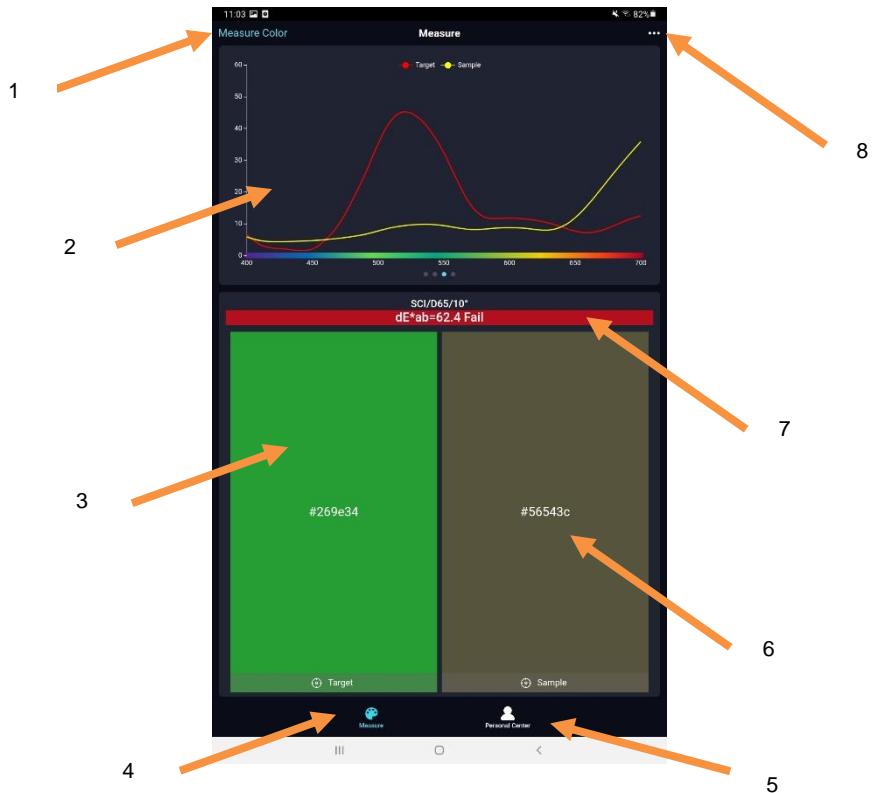 11:03 82%
Measure Color Measure
1
60
Target Sample
50
40
8
30
20
2
10
0
400 450 500 550 600 650 700
SCI/D65/10°
dE*ab=62.4 Fail
7
3
#269e34 #56543c
6
Target Sample
Measure Personal Center
4
5